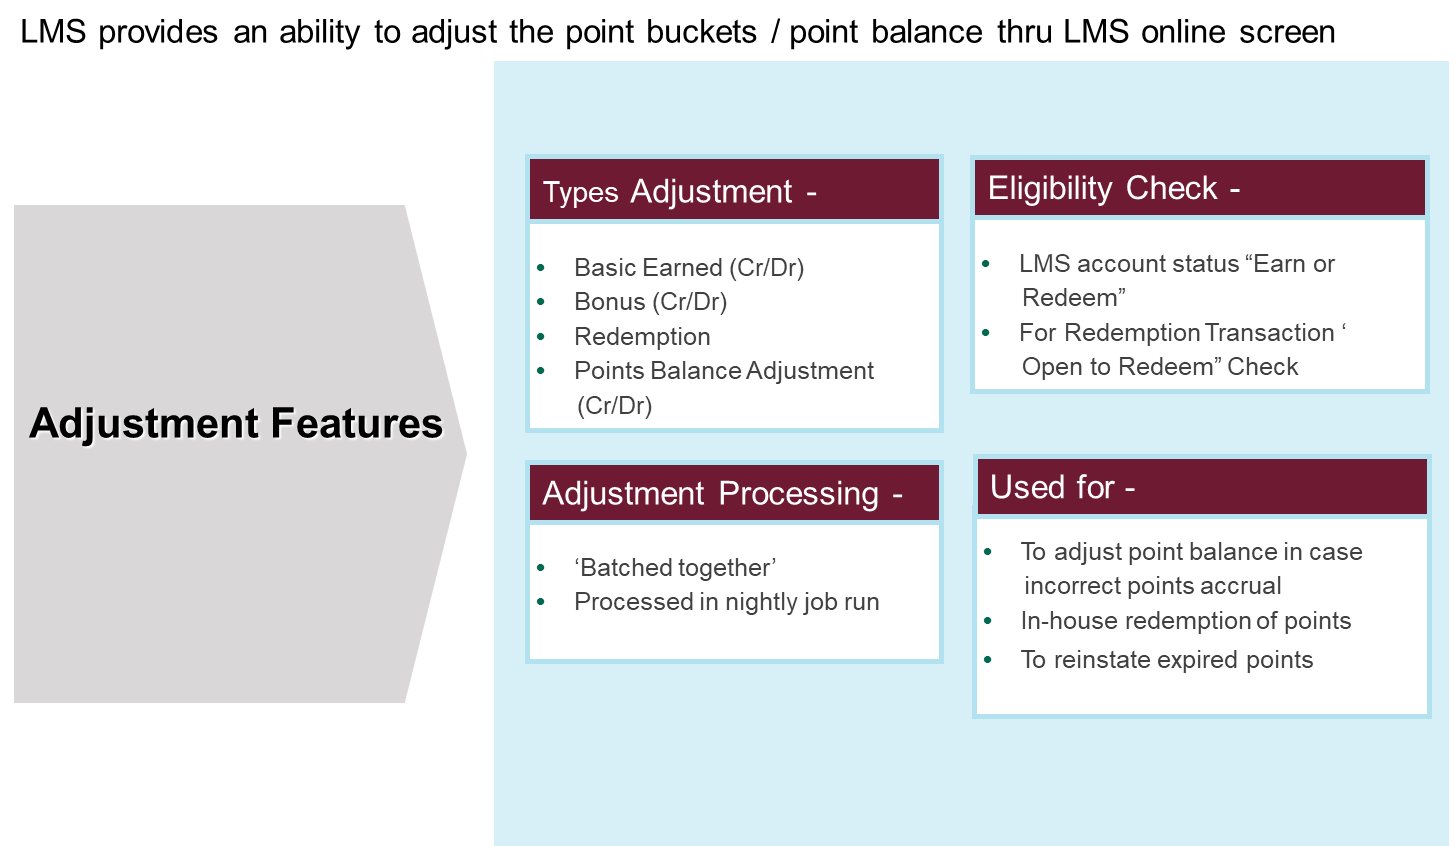 LMS provides an ability to adjust the point buckets / point balance thru LMS online screen
Adjustment Features
Types Adjustment -
• Basic Earned (Cr/Dr)
• Bonus (Cr/Dr)
• Redemption
• Points Balance Adjustment
(Cr/Dr)
Eligibility Check -
• LMS account status “Earn or
Redeem”
• For Redemption Transaction ‘
Open to Redeem” Check
Adjustment Processing -
• ‘Batched together’
• Processed in nightly job run
Used for -
• To adjust point balance in case
incorrect points accrual
• In-house redemption of points
• To reinstate expired points